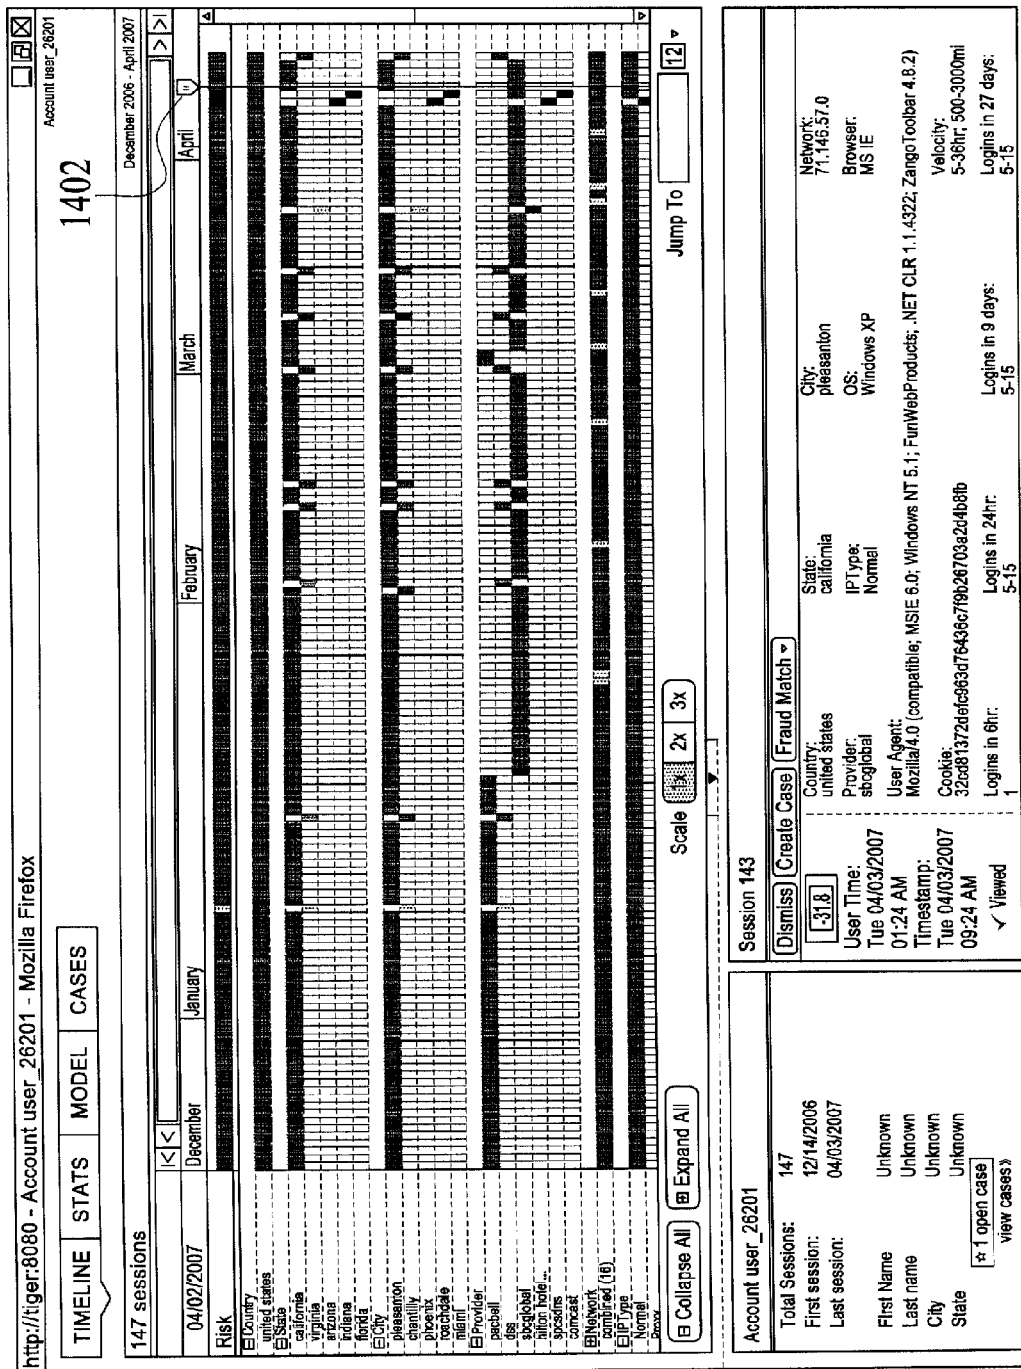 http://tiger:8080 - Account user_26201 - Mozilla Firefox
Account user_26201
TIMELINE STATS MODEL CASES
1402
147 sessions
December 2006 - April 2007
04/02/2007
December January February March April
Risk
Country
united states
State
california
virginia
arizona
indiana
florida
City
pleasanton
chantilly
phoenix
roachdale
miami
Provider
pacbell
dsa
sbcglobal
hilton hotel...
spcsdns
comcast
Network
combined (16)
IPType
Normal
Proxy
Collapse All Expand All
Scale 1x 2x 3x
Jump To 12
Account user_26201
Total Sessions: 147
First session: 12/14/2006
Last session: 04/03/2007
First Name Unknown
Last name Unknown
City Unknown
State Unknown
☆ 1 open case
view cases »
Session 143
Dismiss Create Case Fraud Match
-31.8
User Time:
Tue 04/03/2007
01:24 AM
Timestamp:
Tue 04/03/2007
09:24 AM
✓ Viewed
Country: State: City: Network:
united states california pleasanton 71.146.57.0
Provider: IPType: OS: Browser:
sbcglobal Normal Windows XP MS IE
User Agent:
Mozilla/4.0 (compatible; MSIE 6.0; Windows NT 5.1; FunWebProducts; .NET CLR 1.1.4322; ZangoToolbar 4.8.2)
Cookie: Velocity:
32cd81372defc963d76436c7f9b26703a2d4b8fb 5-36hr; 500-3000mi
Logins in 6hr: Logins in 24hr: Logins in 9 days: Logins in 27 days:
1 5-15 5-15 5-15